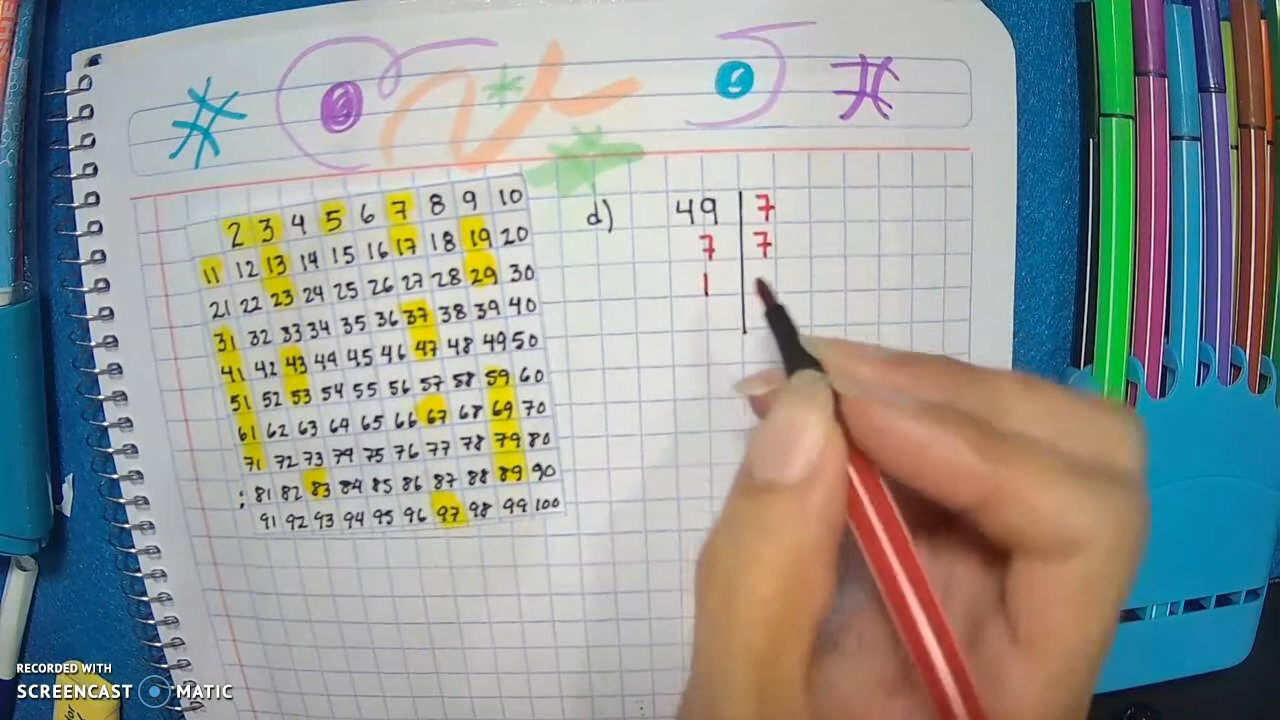 2 3 4 5 6 7 8 9 10
11 12 13 14 15 16 17 18 19 20
21 22 23 24 25 26 27 28 29 30
31 32 33 34 35 36 37 38 39 40
41 42 43 44 45 46 47 48 49 50
51 52 53 54 55 56 57 58 59 60
61 62 63 64 65 66 67 68 69 70
71 72 73 74 75 76 77 78 79 80
: 81 82 83 84 85 86 87 88 89 90
91 92 93 94 95 96 97 98 99 100
d) 49 7
7 7
1
RECORDED WITH
SCREENCAST MATIC